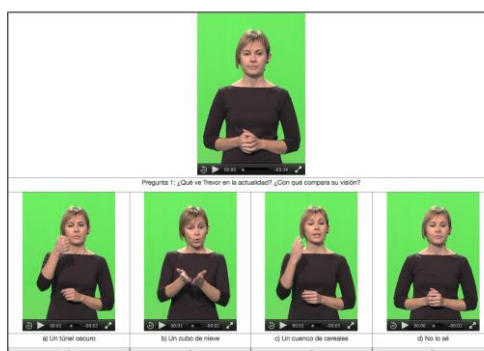 Pregunta 1: ¿Qué ve Trevor en la actualidad? ¿Con qué compara su visión?
a) Un túnel oscuro
b) Un cubo de nieve
c) Un cuenco de cereales
d) No lo sé